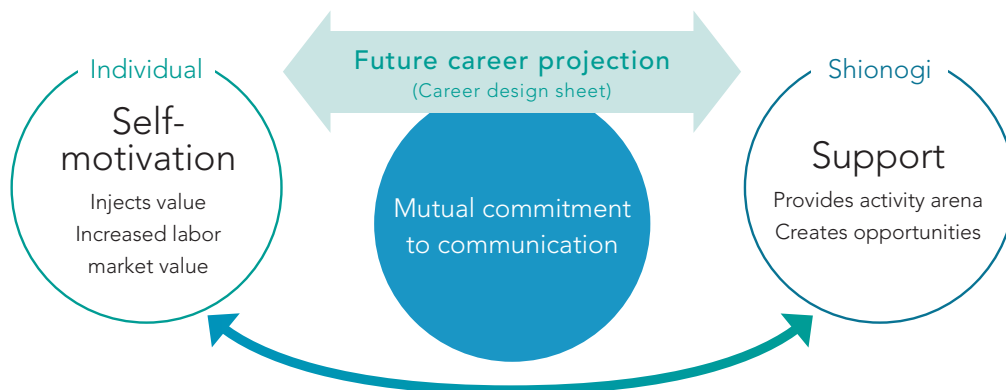 Individual
Self-
motivation
Injects value
Increased labor
market value
Future career projection
(Career design sheet)
Mutual commitment
to communication
Shionogi
Support
Provides activity arena
Creates opportunities